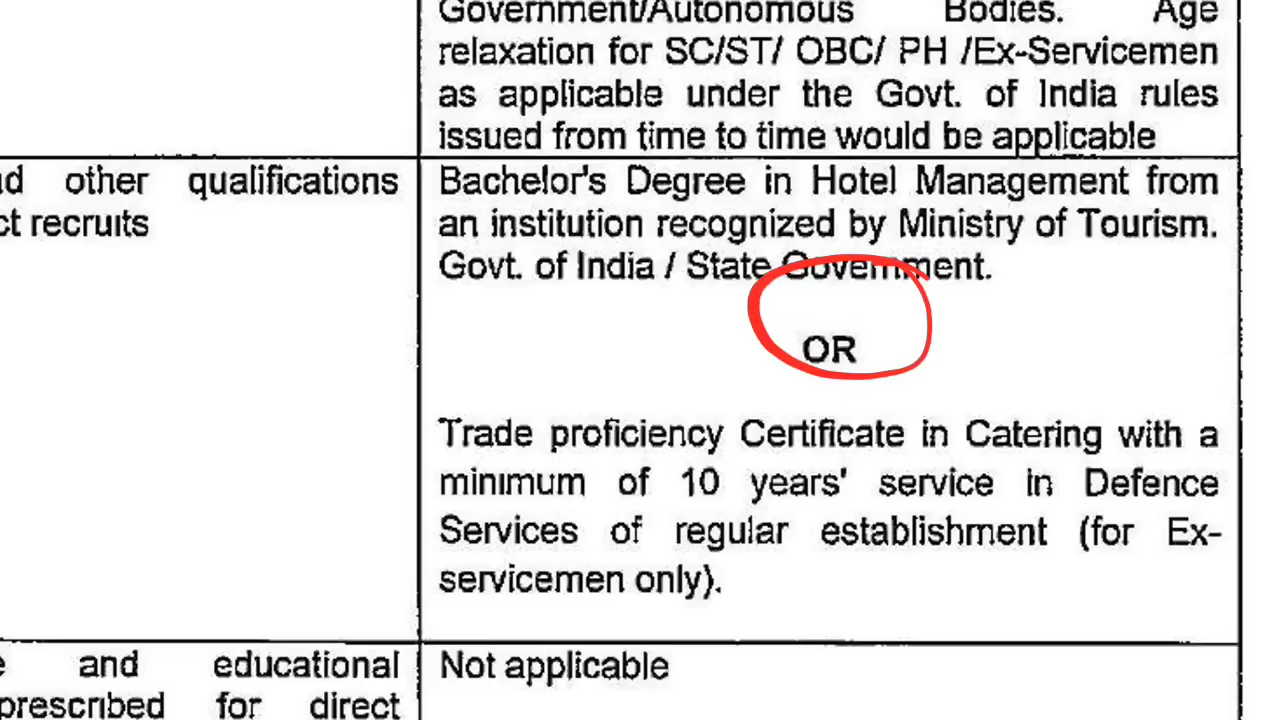 Government/Autonomous Bodies. Age
relaxation for SC/ST/ OBC/ PH /Ex-Servicemen
as applicable under the Govt. of India rules
issued from time to time would be applicable
other qualifications
recruits
Bachelor's Degree in Hotel Management from
an institution recognized by Ministry of Tourism.
Govt. of India / State Government.
OR
Trade proficiency Certificate in Catering with a
minimum of 10 years' service in Defence
Services of regular establishment (for Ex-
servicemen only).
and educational
prescribed for direct
Not applicable